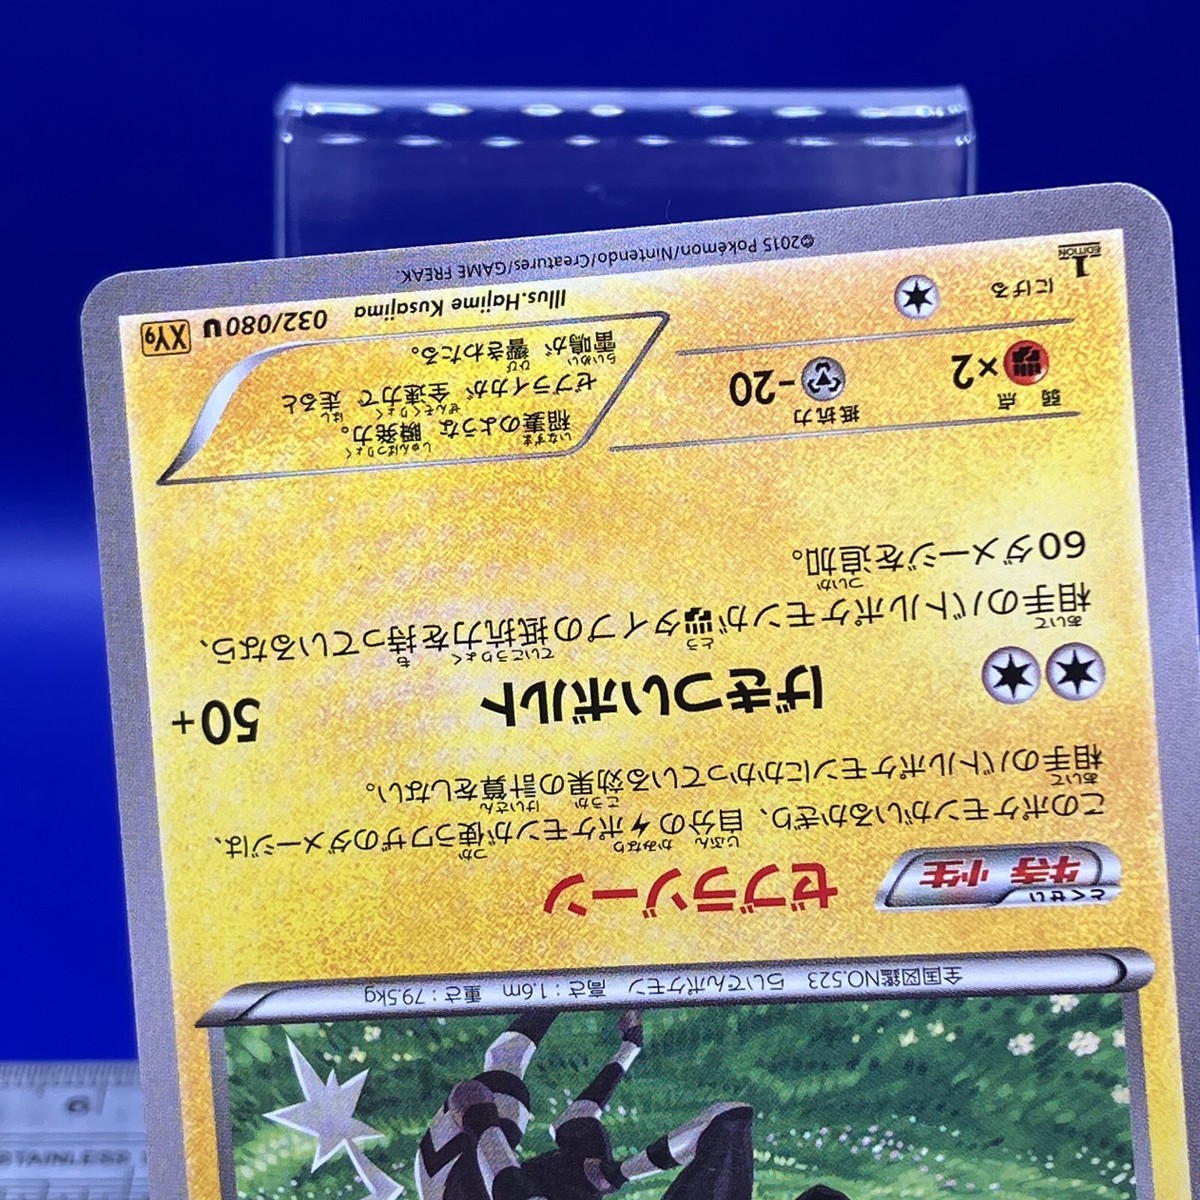 全国図鑑NO.523 らいでんポケモン 高さ：1.6m 重さ：79.5kg
とくせい
特性 ゼブラゾーン
このポケモンがいるかぎり、自分のポケモンが使うワザのダメージは、
相手のバトルポケモンにかかっている効果の計算をしない。
げきついボルト 50+
相手のバトルポケモンがタイプの抵抗力を持っているなら、
60ダメージを追加。
弱点 ×2 抵抗力 -20
にげる
稲妻のような 瞬発力。
ゼブライカが 全速力で 走ると
雷鳴が 響きわたる。
Illus.Hajime Kusajima 032/080 U XY9
1 EDITION
©2015 Pokémon/Nintendo/Creatures/GAME FREAK.
STAINLESS